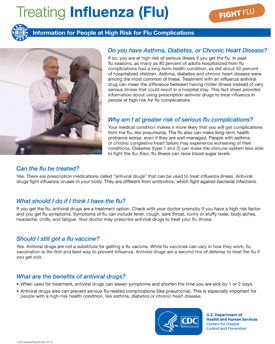 Treating Influenza (Flu)
FIGHT FLU
Information for People at High Risk for Flu Complications
Do you have Asthma, Diabetes, or Chronic Heart Disease?
If so, you are at high risk of serious illness if you get the flu. In past
flu seasons, as many as 80 percent of adults hospitalized from flu
complications had a long-term health condition, as did about 50 percent
of hospitalized children. Asthma, diabetes and chronic heart disease were
among the most common of these. Treatment with an influenza antiviral
drug can mean the difference between having milder illness instead of very
serious illness that could result in a hospital stay. This fact sheet provides
information about using prescription antiviral drugs to treat influenza in
people at high risk for flu complications.
Why am I at greater risk of serious flu complications?
Your medical condition makes it more likely that you will get complications
from the flu, like pneumonia. The flu also can make long-term health
problems worse, even if they are well-managed. People with asthma
or chronic congestive heart failure may experience worsening of their
conditions. Diabetes (type 1 and 2) can make the immune system less able
to fight the flu. Also, flu illness can raise blood sugar levels.
Can the flu be treated?
Yes. There are prescription medications called "antiviral drugs" that can be used to treat influenza illness. Antiviral
drugs fight influenza viruses in your body. They are different from antibiotics, which fight against bacterial infections.
What should I do if I think I have the flu?
If you get the flu, antiviral drugs are a treatment option. Check with your doctor promptly if you have a high risk factor
and you get flu symptoms. Symptoms of flu can include fever, cough, sore throat, runny or stuffy nose, body aches,
headache, chills, and fatigue. Your doctor may prescribe antiviral drugs to treat your flu illness.
Should I still get a flu vaccine?
Yes. Antiviral drugs are not a substitute for getting a flu vaccine. While flu vaccines can vary in how they work, flu
vaccination is the first and best way to prevent influenza. Antiviral drugs are a second line of defense to treat the flu if
you get sick.
What are the benefits of antiviral drugs?
• When used for treatment, antiviral drugs can lessen symptoms and shorten the time you are sick by 1 or 2 days.
• Antiviral drugs also can prevent serious flu-related complications (like pneumonia). This is especially important for
people with a high-risk health condition, like asthma, diabetes or chronic heart disease.
CDC
U.S. Department of
Health and Human Services
Centers for Disease
Control and Prevention